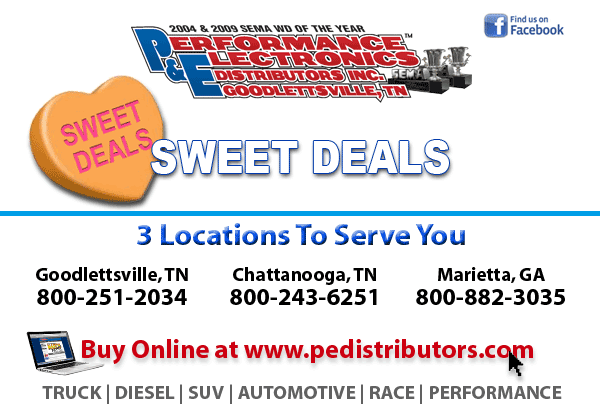 2004 & 2009 SEMA WD OF THE YEAR
Find us on
Facebook
PERFORMANCE™
& ELECTRONICS
DISTRIBUTORS INC.
GOODLETTSVILLE, TN
SEMA
SWEET
DEALS
SWEET DEALS
3 Locations To Serve You
Goodlettsville, TN
800-251-2034
Chattanooga, TN
800-243-6251
Marietta, GA
800-882-3035
Buy Online at www.pedistributors.com
TRUCK | DIESEL | SUV | AUTOMOTIVE | RACE | PERFORMANCE